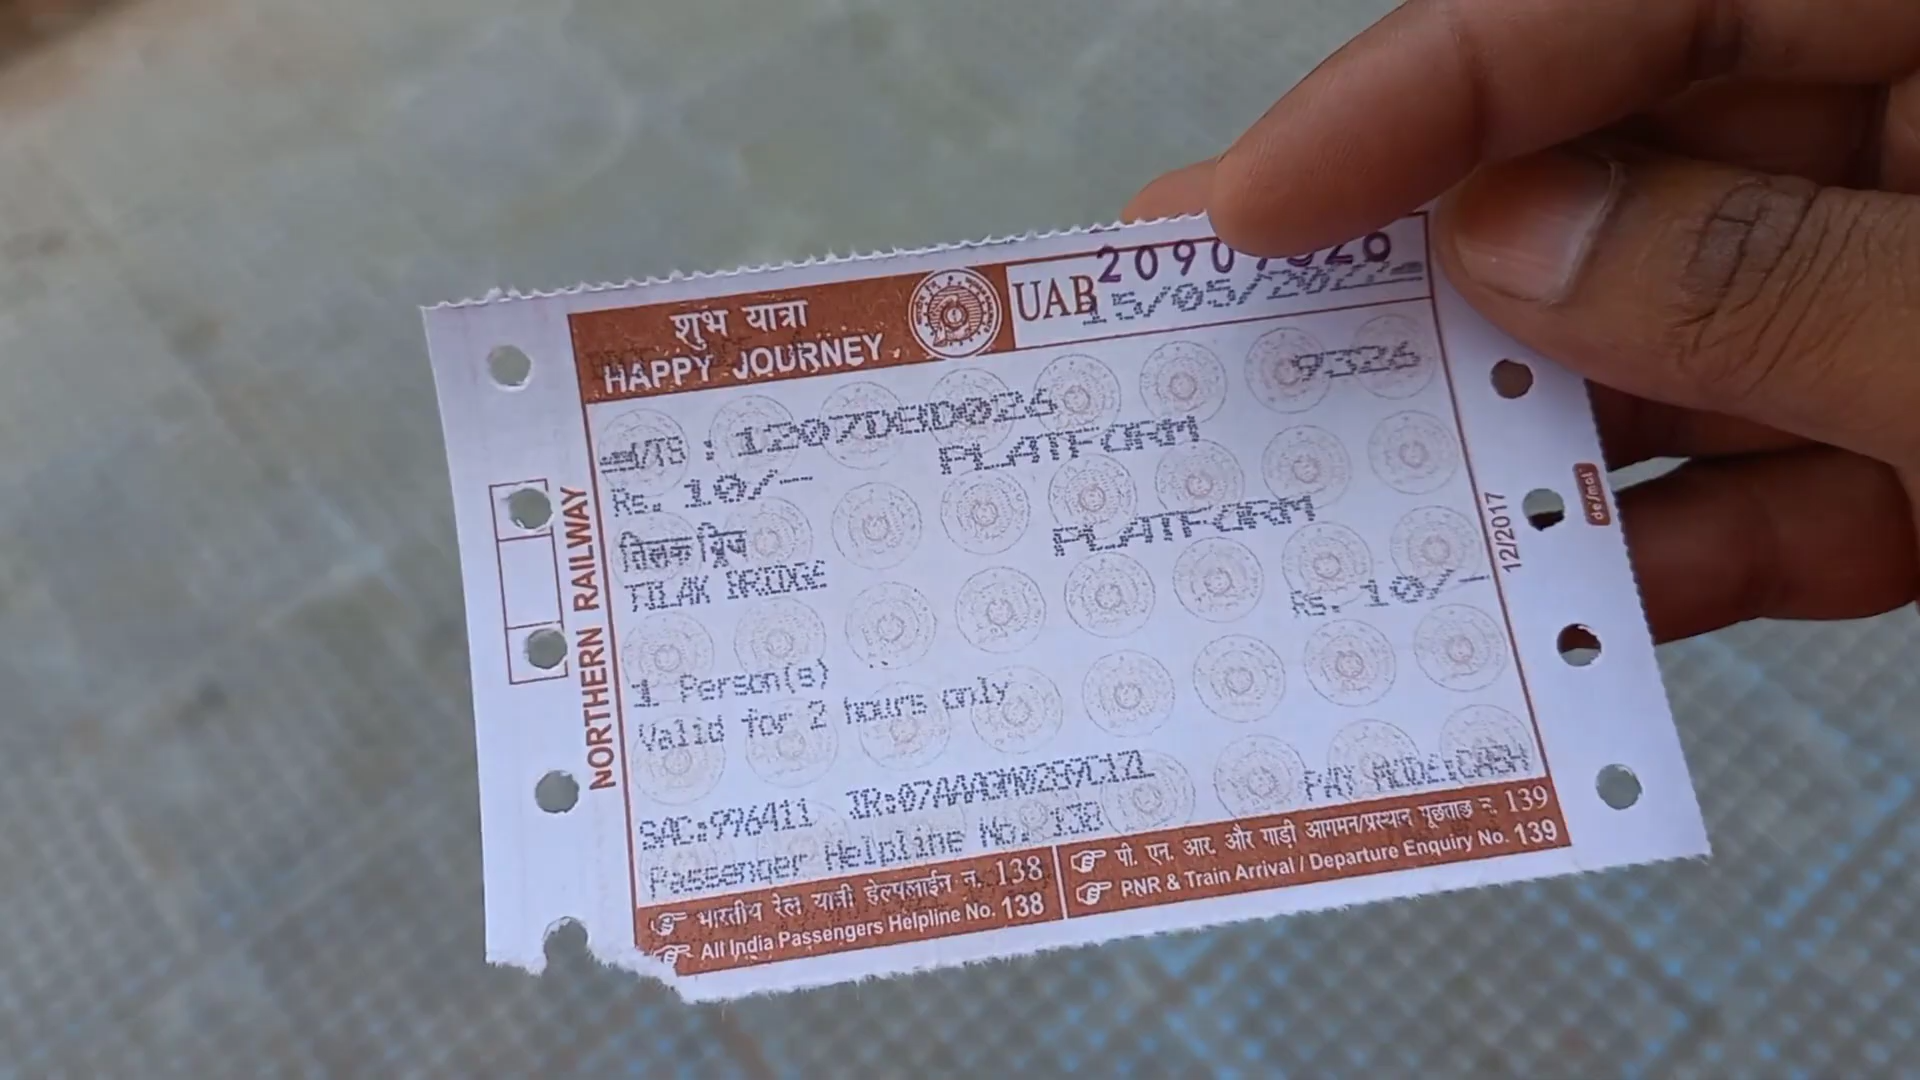 शुभ यात्रा
HAPPY JOURNEY
UAB
15/05/2022
9326
PLATFORM
Rs. 10/-
तिलक ब्रिज
PLATFORM
TILAK BRIDGE
Rs. 10/-
1 Person(s)
Valid for 2 hours only
SAC:996411
PAY MODE:CASH
Passenger Helpline No. 138
भारतीय रेल यात्री हेल्पलाईन न. 138
All India Passengers Helpline No. 138
पी. एन. आर. और गाड़ी आगमन/प्रस्थान पूछताछ न. 139
PNR & Train Arrival / Departure Enquiry No. 139
NORTHERN RAILWAY
12/2017